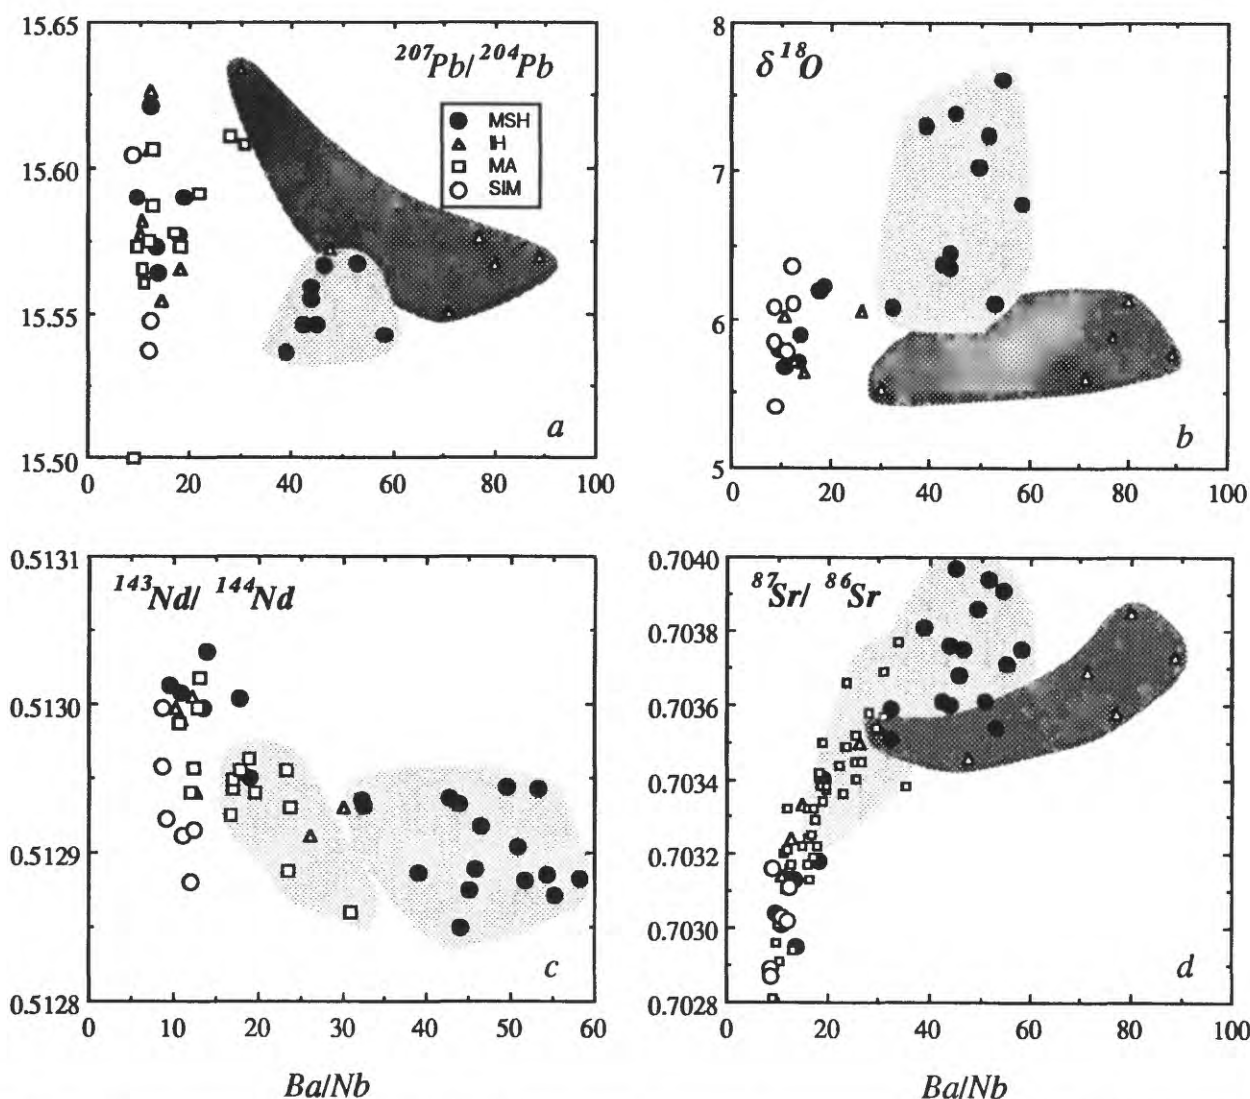 15.65
15.60
15.55
15.50
207Pb/ 204Pb
MSH
IH
MA
SIM
a
0 20 40 60 80 100
8
7
6
5
δ 18O
b
0 20 40 60 80 100
0.5131
0.5130
0.5129
0.5128
143Nd/ 144Nd
c
0 10 20 30 40 50 60
Ba/Nb
0.7040
0.7038
0.7036
0.7034
0.7032
0.7030
0.7028
87Sr/ 86Sr
d
0 20 40 60 80 100
Ba/Nb